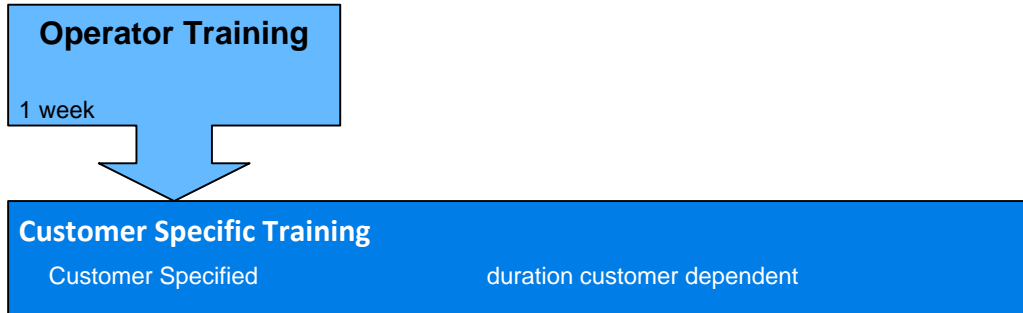 Operator Training
1 week
Customer Specific Training
Customer Specified duration customer dependent